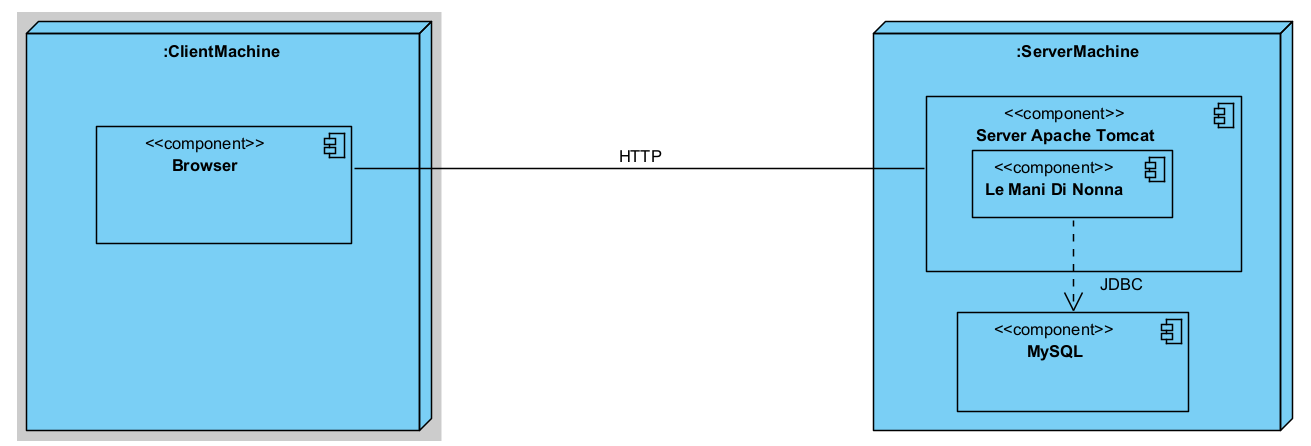 :ClientMachine
<<component>>
Browser
HTTP
:ServerMachine
<<component>>
Server Apache Tomcat
<<component>>
Le Mani Di Nonna
JDBC
<<component>>
MySQL